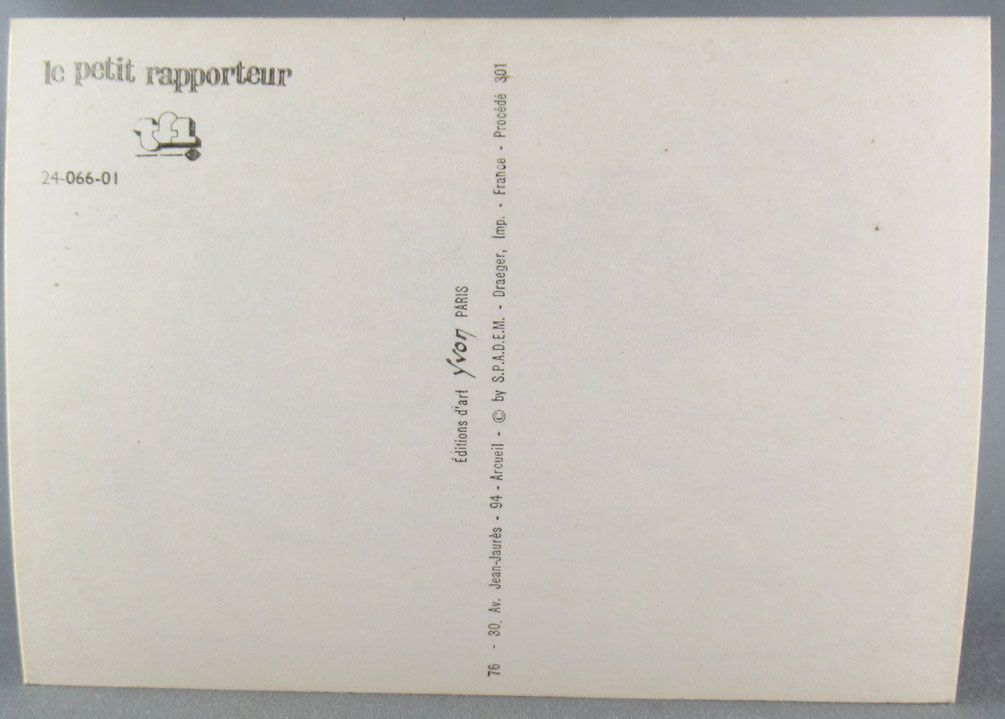 le petit rapporteur
tf1
24-066-01
Éditions d'art yvon PARIS
76 - 30, Av. Jean-Jaurès - 94 - Arcueil - © by S.P.A.D.E.M. - Draeger, Imp. - France - Procédé 301